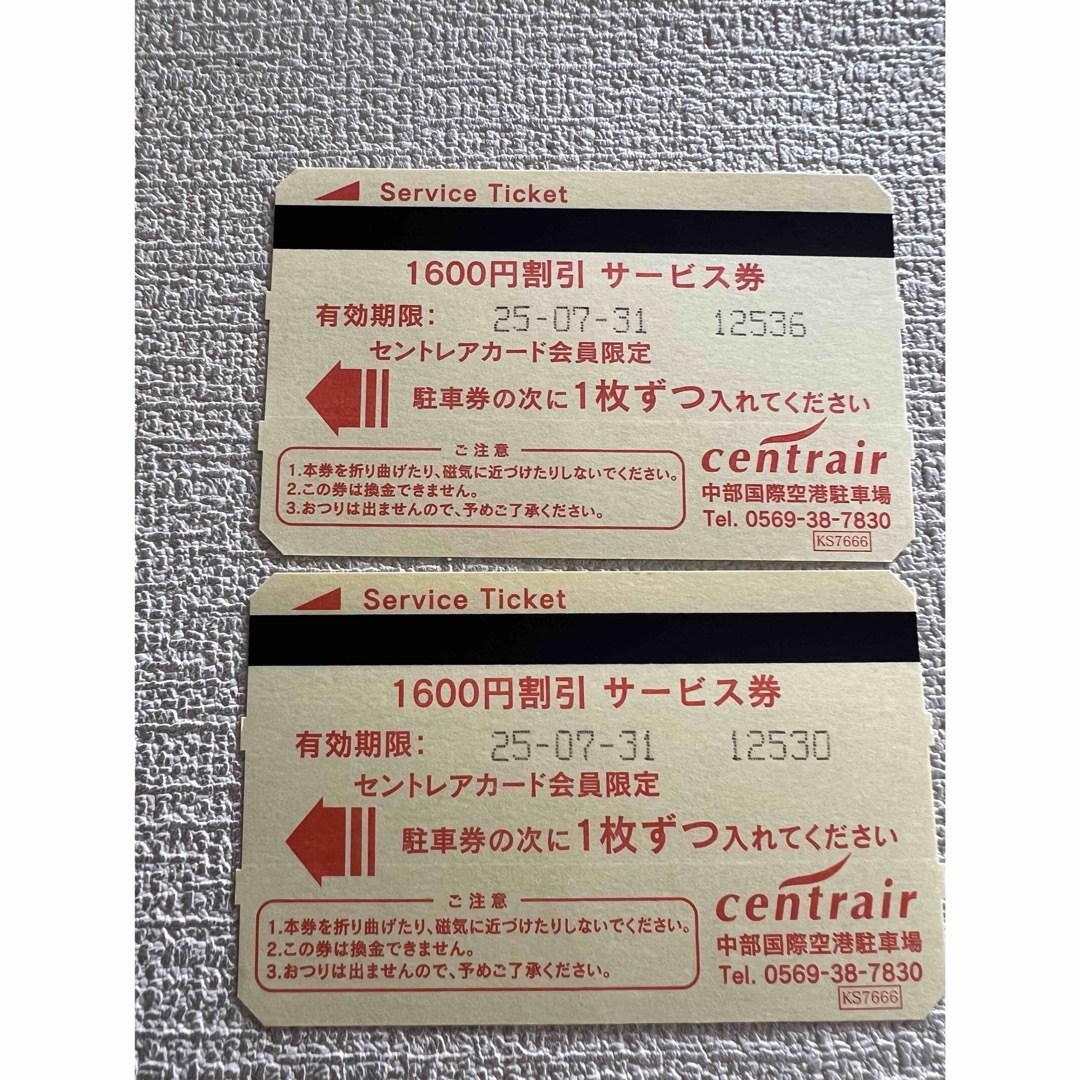 Service Ticket
1600円割引 サービス券
有効期限： 25-07-31 12536
セントレアカード会員限定
駐車券の次に1枚ずつ入れてください
ご注意
1.本券を折り曲げたり、磁気に近づけたりしないでください。
2.この券は換金できません。
3.おつりは出ませんので、予めご了承ください。
centrair
中部国際空港駐車場
Tel. 0569-38-7830
KS7666
Service Ticket
1600円割引 サービス券
有効期限： 25-07-31 12530
セントレアカード会員限定
駐車券の次に1枚ずつ入れてください
ご注意
1.本券を折り曲げたり、磁気に近づけたりしないでください。
2.この券は換金できません。
3.おつりは出ませんので、予めご了承ください。
centrair
中部国際空港駐車場
Tel. 0569-38-7830
KS7666